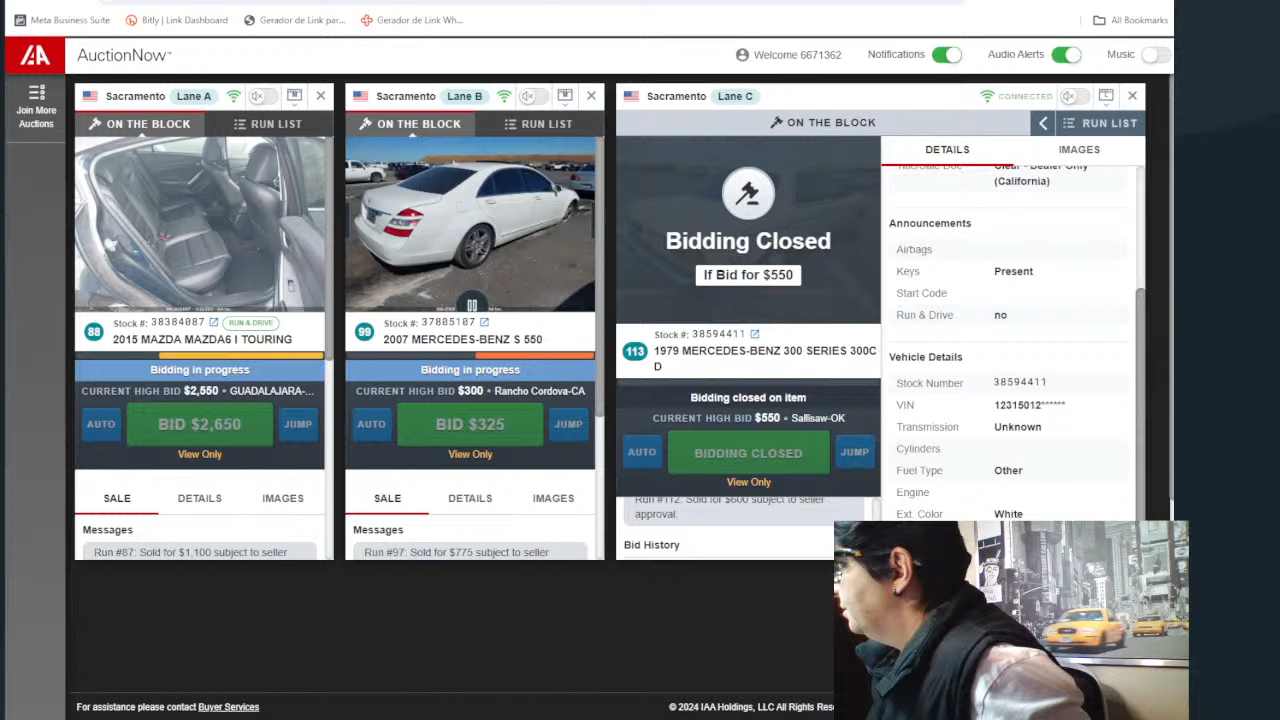 Meta Business Suite
Bitly | Link Dashboard
Gerador de Link par...
Gerador de Link Wh...
All Bookmarks
IAA
AuctionNow™
Welcome 6671362
Notifications
Audio Alerts
Music
Join More
Auctions
Sacramento
Lane A
ON THE BLOCK
RUN LIST
88
Stock #: 38384087
RUN & DRIVE
2015 MAZDA MAZDA6 I TOURING
Bidding in progress
CURRENT HIGH BID $2,550 • GUADALAJARA-...
AUTO
BID $2,650
JUMP
View Only
SALE
DETAILS
IMAGES
Messages
Run #87: Sold for $1,100 subject to seller
Sacramento
Lane B
ON THE BLOCK
RUN LIST
99
Stock #: 37805107
2007 MERCEDES-BENZ S 550
Bidding in progress
CURRENT HIGH BID $300 • Rancho Cordova-CA
AUTO
BID $325
JUMP
View Only
SALE
DETAILS
IMAGES
Messages
Run #97: Sold for $775 subject to seller
Sacramento
Lane C
CONNECTED
ON THE BLOCK
RUN LIST
Bidding Closed
If Bid for $550
113
Stock #: 38594411
1979 MERCEDES-BENZ 300 SERIES 300C
D
Bidding closed on item
CURRENT HIGH BID $550 • Sallisaw-OK
AUTO
BIDDING CLOSED
JUMP
View Only
Run #112: Sold for $600 subject to seller
approval.
Bid History
DETAILS
IMAGES
Clear - Dealer Only
(California)
Announcements
Airbags
Keys Present
Start Code
Run & Drive no
Vehicle Details
Stock Number 38594411
VIN 12315012******
Transmission Unknown
Cylinders
Fuel Type Other
Engine
Ext. Color White
For assistance please contact Buyer Services
© 2024 IAA Holdings, LLC All Rights